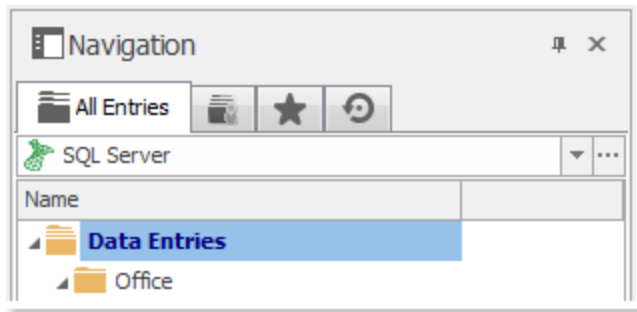 Navigation
All Entries
SQL Server
Name
Data Entries
Office